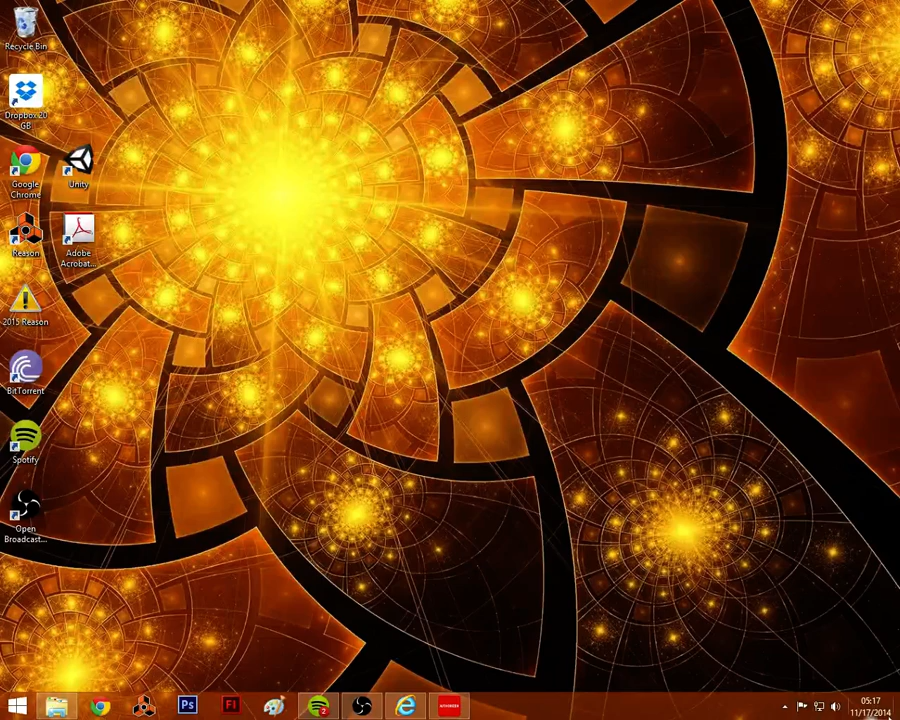 Recycle Bin
Dropbox 20
GB
Google
Chrome
Unity
Reason
Adobe
Acrobat...
2015 Reason
BitTorrent
Spotify
Open
Broadcast...
Ps
Fl
2
05:17
11/17/2014